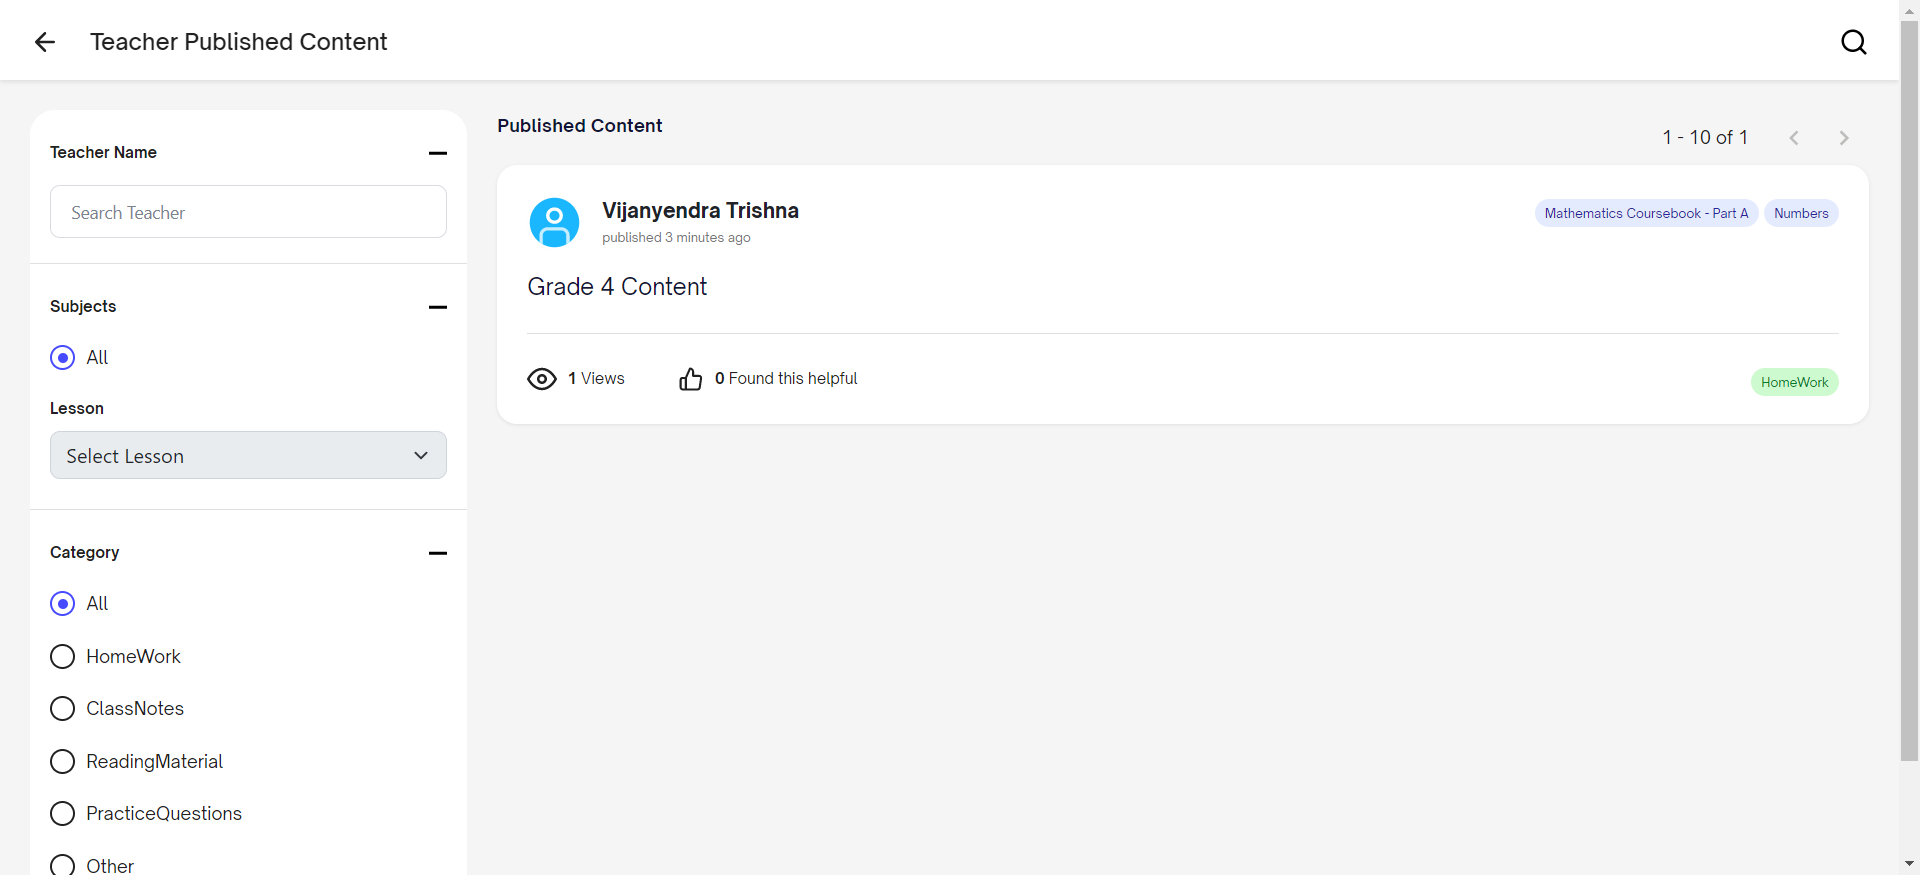 Teacher Published Content
Teacher Name
Search Teacher
Subjects
All
Lesson
Select Lesson
Category
All
HomeWork
ClassNotes
ReadingMaterial
PracticeQuestions
Other
Published Content
1 - 10 of 1
Vijanyendra Trishna
published 3 minutes ago
Mathematics Coursebook - Part A
Numbers
Grade 4 Content
1 Views
0 Found this helpful
HomeWork